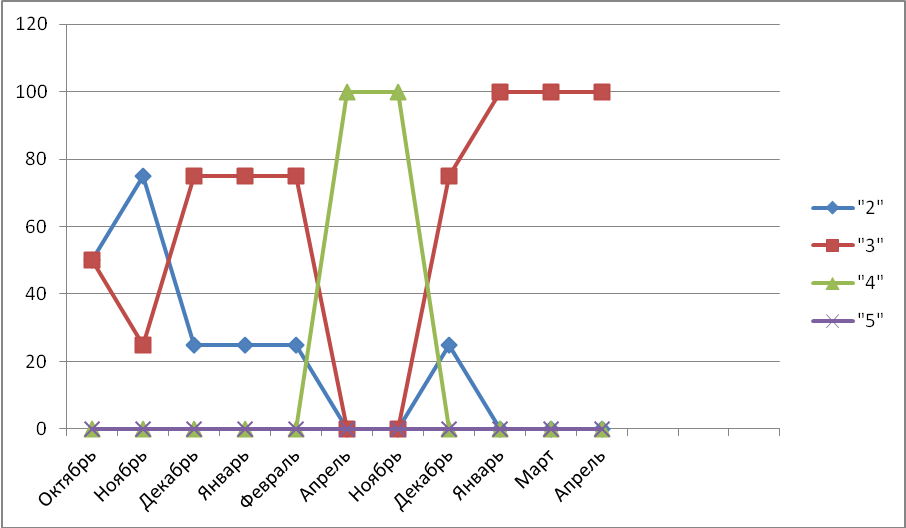 120
100
80
60
40
20
0
Октябрь
Ноябрь
Декабрь
Январь
Февраль
Апрель
Ноябрь
Декабрь
Январь
Март
Апрель
"2"
"3"
"4"
"5"